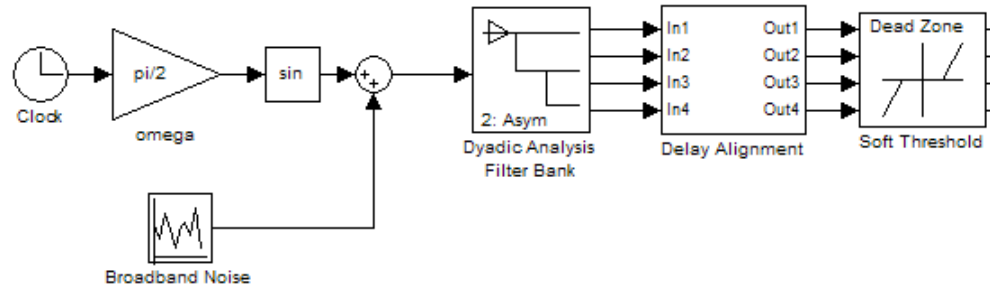 Clock
pi/2
omega
sin
++
Broadband Noise
2: Asym
Dyadic Analysis
Filter Bank
In1
In2
In3
In4
Out1
Out2
Out3
Out4
Delay Alignment
Dead Zone
Soft Threshold